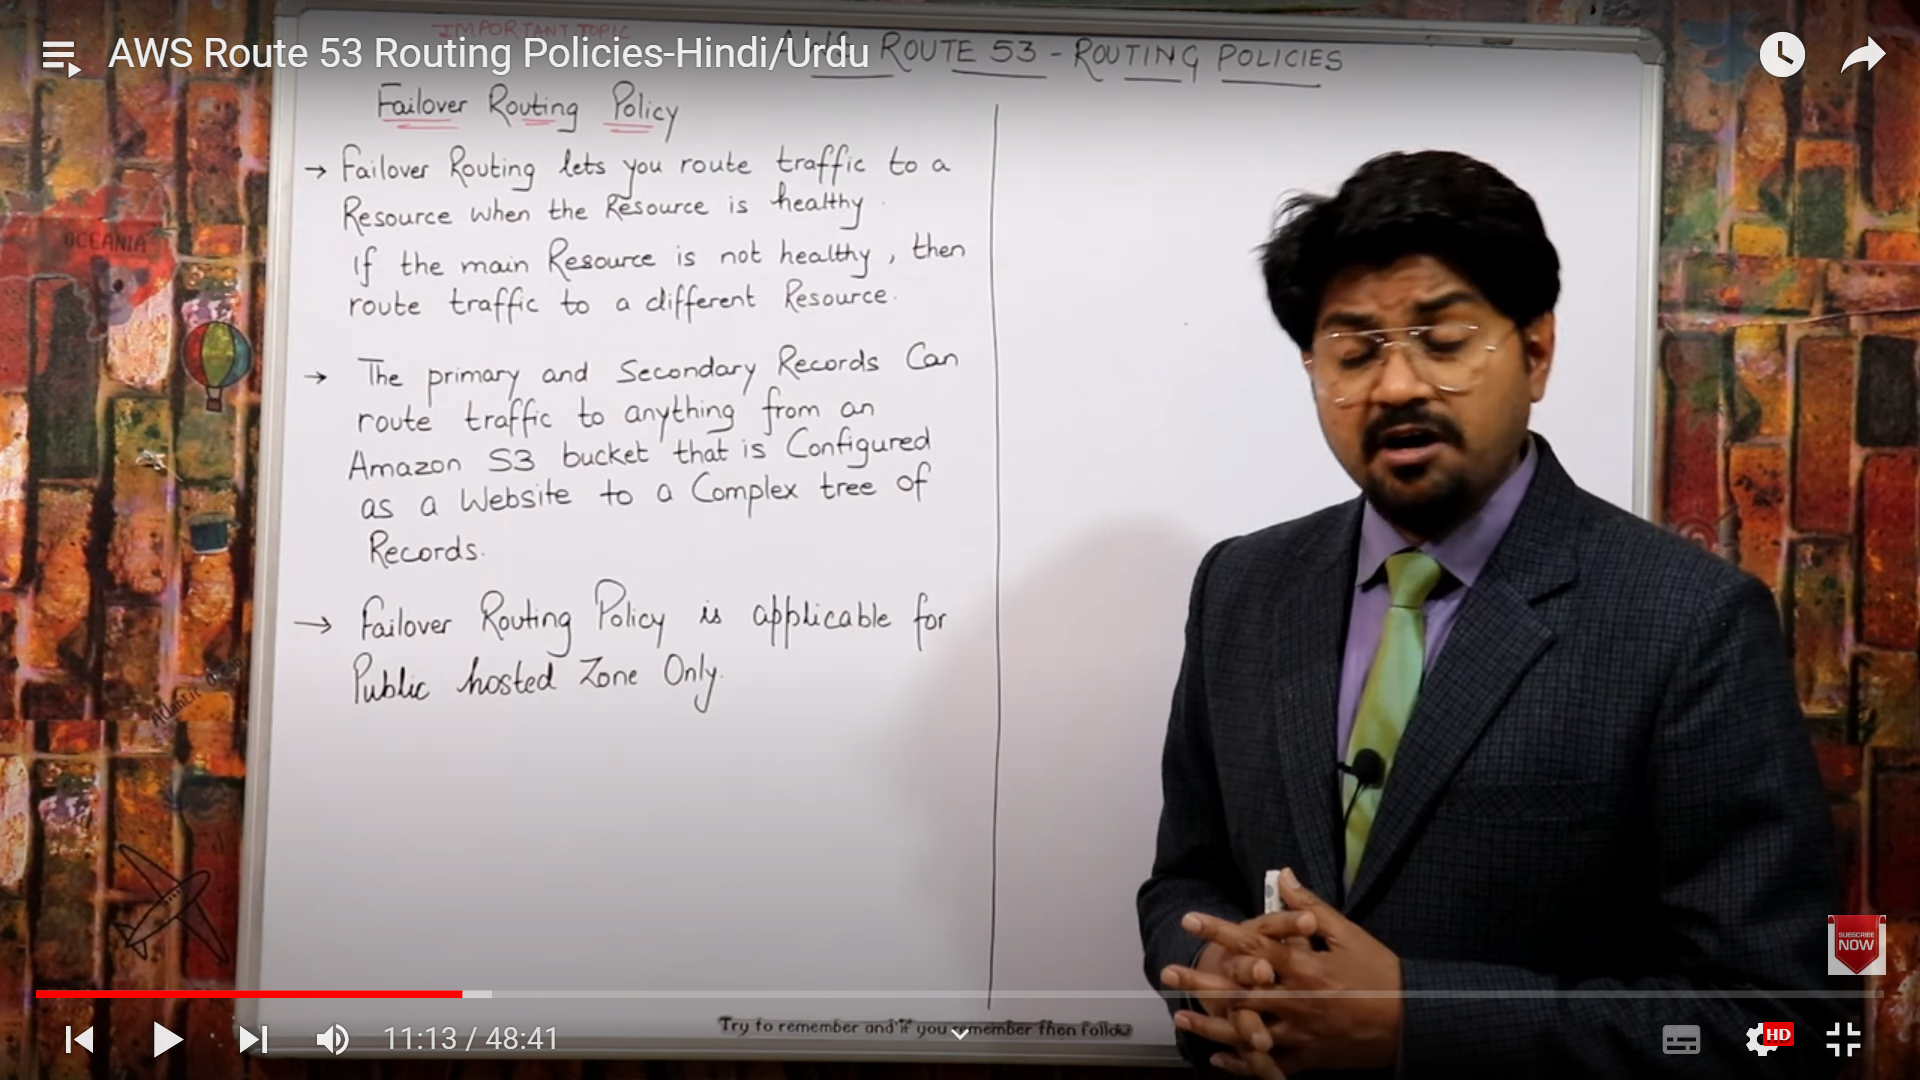 IMPORTANT TOPIC
AWS Route 53 Routing Policies-Hindi/Urdu
AWS ROUTE 53 - ROUTING POLICIES
Failover Routing Policy
→ Failover Routing lets you route traffic to a
Resource when the Resource is healthy.
If the main Resource is not healthy, then
route traffic to a different Resource.
→ The primary and Secondary Records Can
route traffic to anything from an
Amazon S3 bucket that is Configured
as a Website to a Complex tree of
Records.
→ Failover Routing Policy is applicable for
Public hosted Zone Only.
OCEANIA
Atlantic Ocean
SUBSCRIBE
NOW
Try to remember and if you remember then follow
11:13 / 48:41
HD